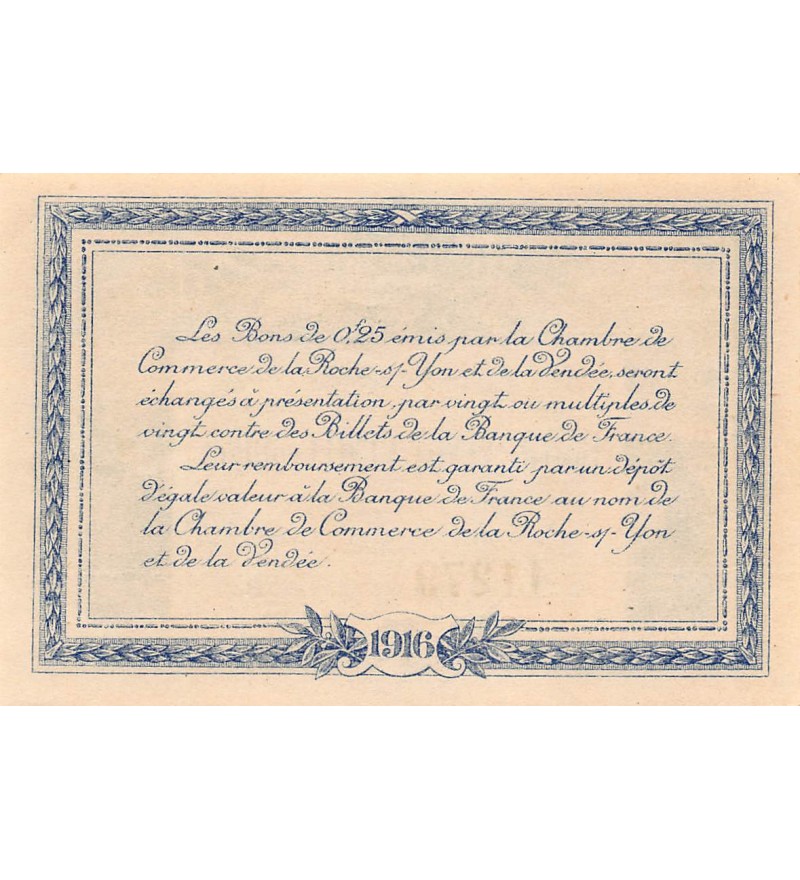 Les Bons de 0f,25 émis par la Chambre de
Commerce de la Roche-s/-Yon et de la Vendée, seront
échangés à présentation, par vingt ou multiples de
vingt contre des Billets de la Banque de France.
Leur remboursement est garanti par un dépôt
d'égale valeur à la Banque de France au nom de
la Chambre de Commerce de la Roche-s/-Yon
et de la Vendée.
1916